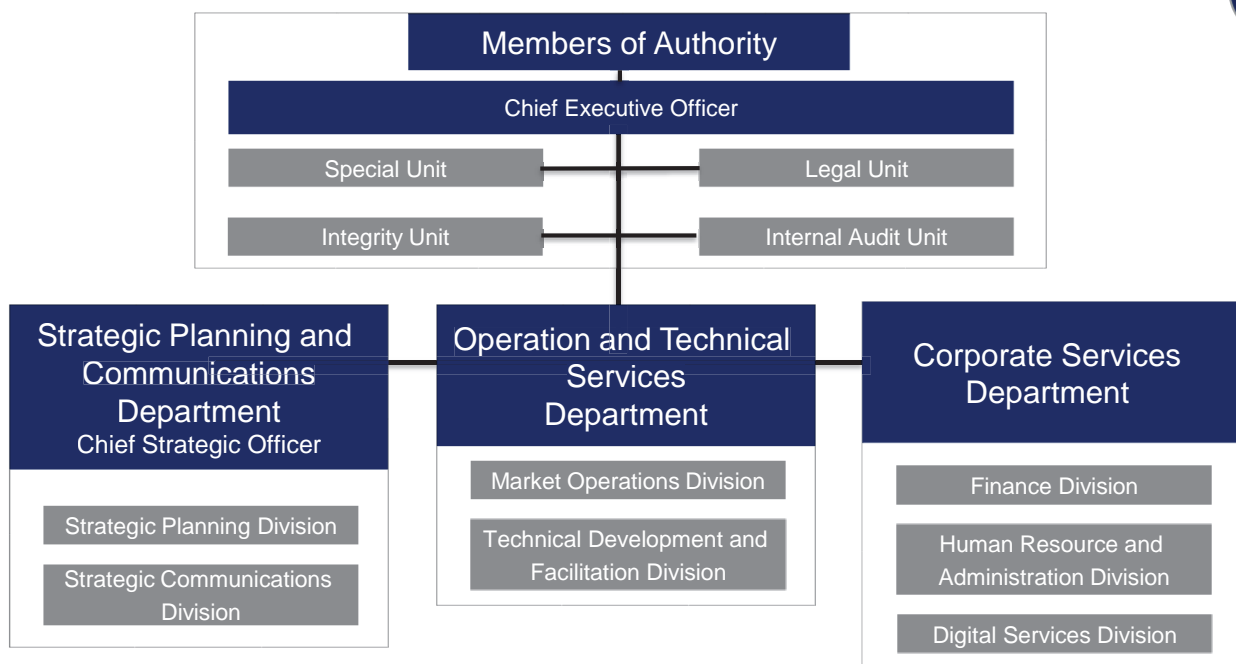 Members of Authority
Chief Executive Officer
Special Unit
Legal Unit
Integrity Unit
Internal Audit Unit
Strategic Planning and
Communications
Department
Chief Strategic Officer
Strategic Planning Division
Strategic Communications
Division
Operation and Technical
Services
Department
Market Operations Division
Technical Development and
Facilitation Division
Corporate Services
Department
Finance Division
Human Resource and
Administration Division
Digital Services Division